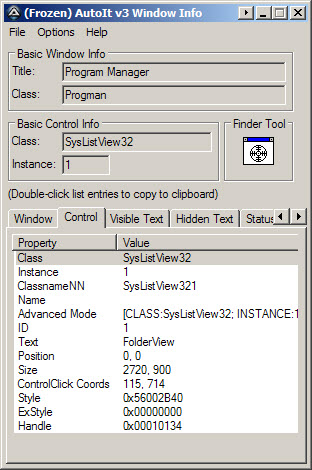 (Frozen) AutoIt v3 Window Info
File Options Help
Basic Window Info
Title: Program Manager
Class: Progman
Basic Control Info
Class: SysListView32
Instance: 1
Finder Tool
(Double-click list entries to copy to clipboard)
Window Control Visible Text Hidden Text Status
Property Value
Class SysListView32
Instance 1
ClassnameNN SysListView321
Name
Advanced Mode [CLASS:SysListView32; INSTANCE:1
ID 1
Text FolderView
Position 0, 0
Size 2720, 900
ControlClick Coords 115, 714
Style 0x56002B40
ExStyle 0x00000000
Handle 0x00010134